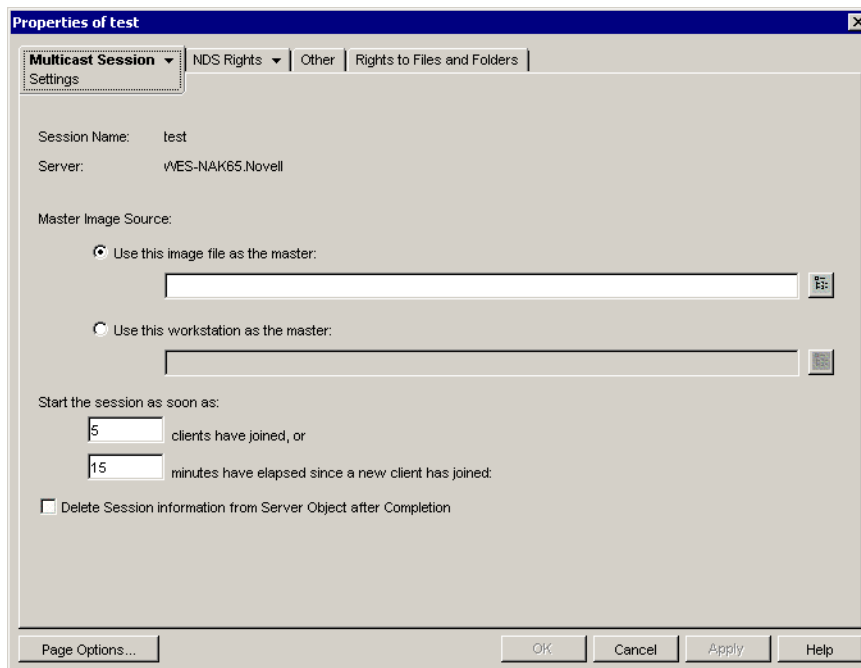 Properties of test
Multicast Session NDS Rights Other Rights to Files and Folders
Settings
Session Name: test
Server: WES-NAK65.Novell
Master Image Source:
Use this image file as the master:
Use this workstation as the master:
Start the session as soon as:
5 clients have joined, or
15 minutes have elapsed since a new client has joined:
Delete Session information from Server Object after Completion
Page Options... OK Cancel Apply Help